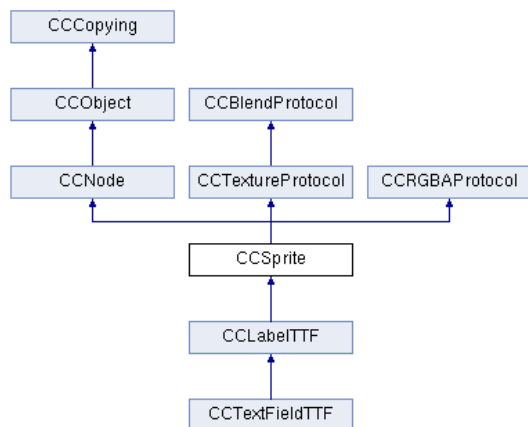 CCCopying
CCObject
CCBlendProtocol
CCNode
CCTextureProtocol
CCRGBAProtocol
CCSprite
CCLabelTTF
CCTextFieldTTF